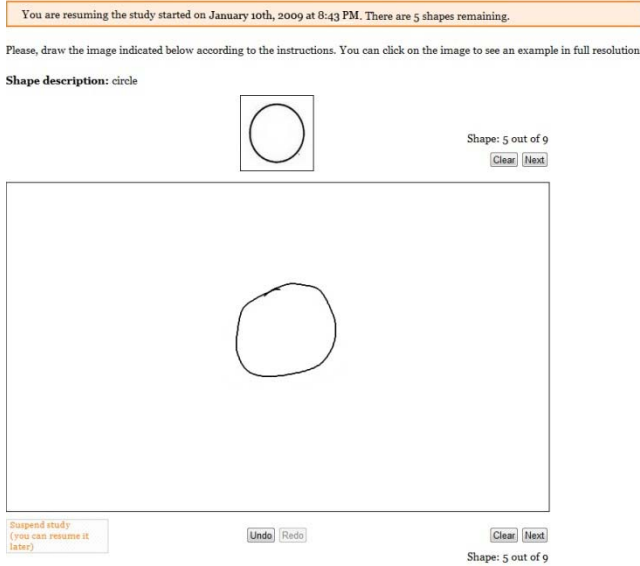 You are resuming the study started on January 10th, 2009 at 8:43 PM. There are 5 shapes remaining.
Please, draw the image indicated below according to the instructions. You can click on the image to see an example in full resolution
Shape description: circle
Shape: 5 out of 9
Clear Next
Suspend study
(you can resume it
later)
Undo Redo
Clear Next
Shape: 5 out of 9